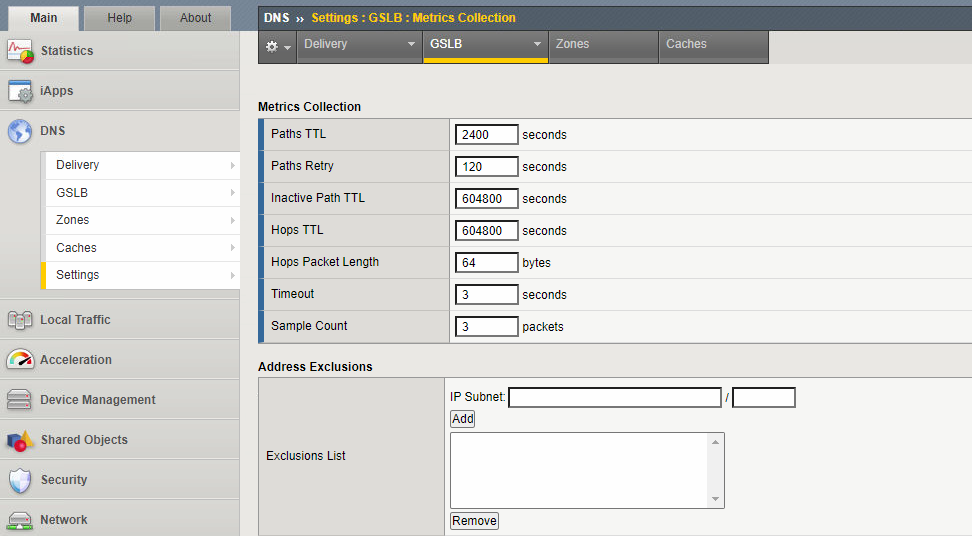 Main Help About
DNS ›› Settings : GSLB : Metrics Collection
Delivery GSLB Zones Caches
Statistics
iApps
DNS
Delivery
GSLB
Zones
Caches
Settings
Local Traffic
Acceleration
Device Management
Shared Objects
Security
Network
Metrics Collection
Paths TTL 2400 seconds
Paths Retry 120 seconds
Inactive Path TTL 604800 seconds
Hops TTL 604800 seconds
Hops Packet Length 64 bytes
Timeout 3 seconds
Sample Count 3 packets
Address Exclusions
IP Subnet: /
Add
Exclusions List
Remove